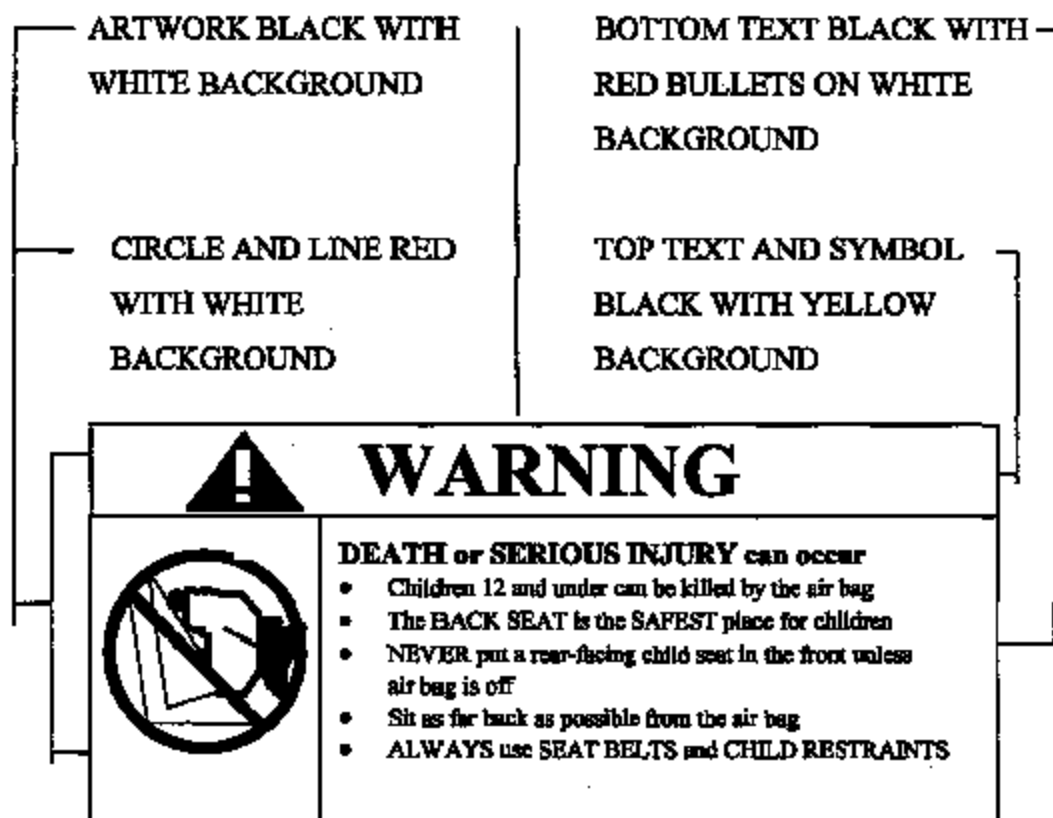 ARTWORK BLACK WITH
WHITE BACKGROUND
BOTTOM TEXT BLACK WITH
RED BULLETS ON WHITE
BACKGROUND
CIRCLE AND LINE RED
WITH WHITE
BACKGROUND
TOP TEXT AND SYMBOL
BLACK WITH YELLOW
BACKGROUND
! WARNING
DEATH or SERIOUS INJURY can occur
• Children 12 and under can be killed by the air bag
• The BACK SEAT is the SAFEST place for children
• NEVER put a rear-facing child seat in the front unless
air bag is off
• Sit as far back as possible from the air bag
• ALWAYS use SEAT BELTS and CHILD RESTRAINTS